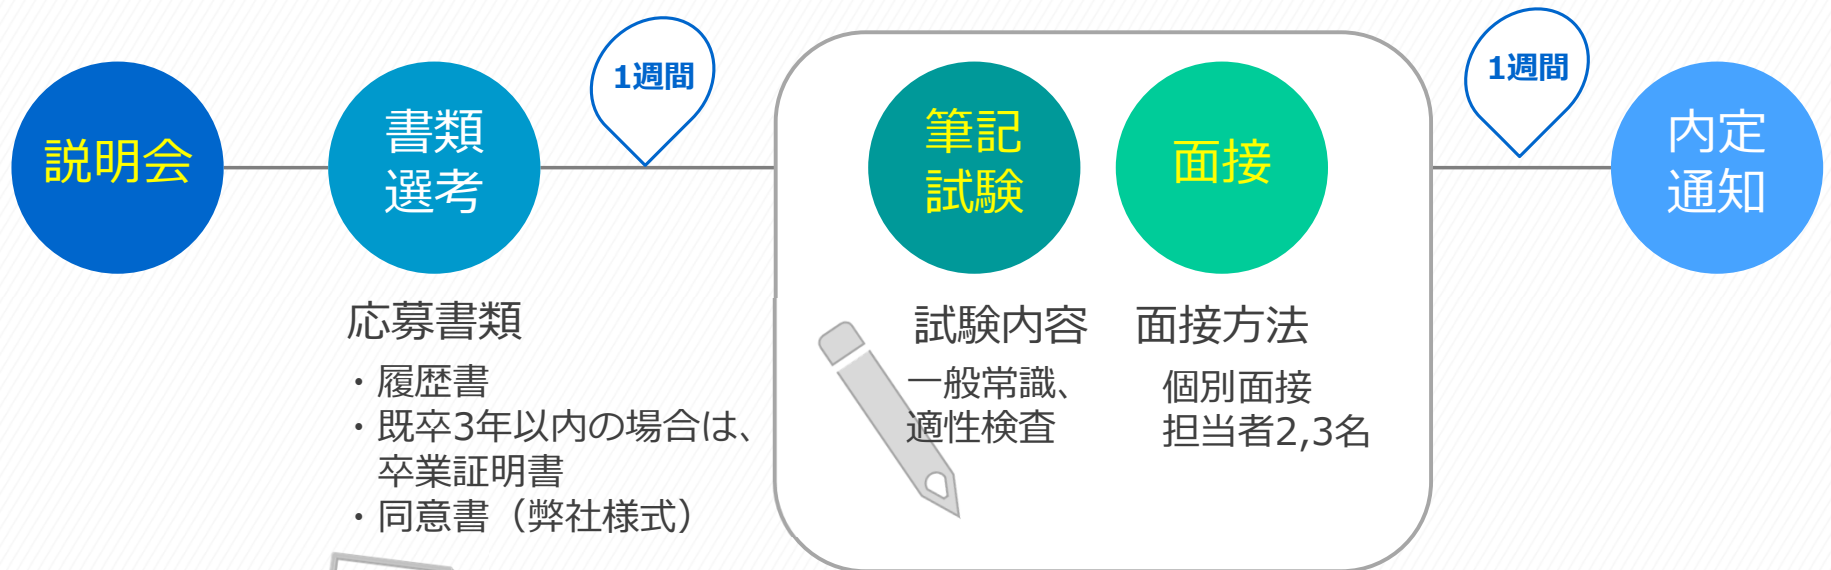 説明会
書類
選考
1週間
筆記
試験
面接
1週間
内定
通知
応募書類
・履歴書
・既卒3年以内の場合は、
卒業証明書
・同意書（弊社様式）
試験内容
一般常識、
適性検査
面接方法
個別面接
担当者2,3名